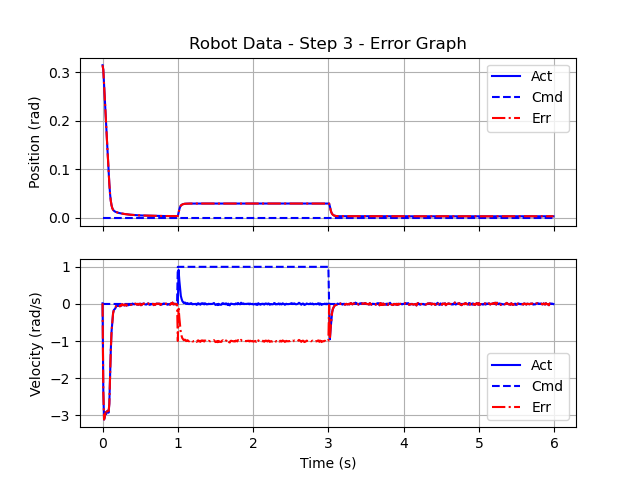 Robot Data - Step 3 - Error Graph
Position (rad)
0.3
0.2
0.1
0.0
Act
Cmd
Err
Velocity (rad/s)
1
0
−1
−2
−3
Act
Cmd
Err
0 1 2 3 4 5 6
Time (s)